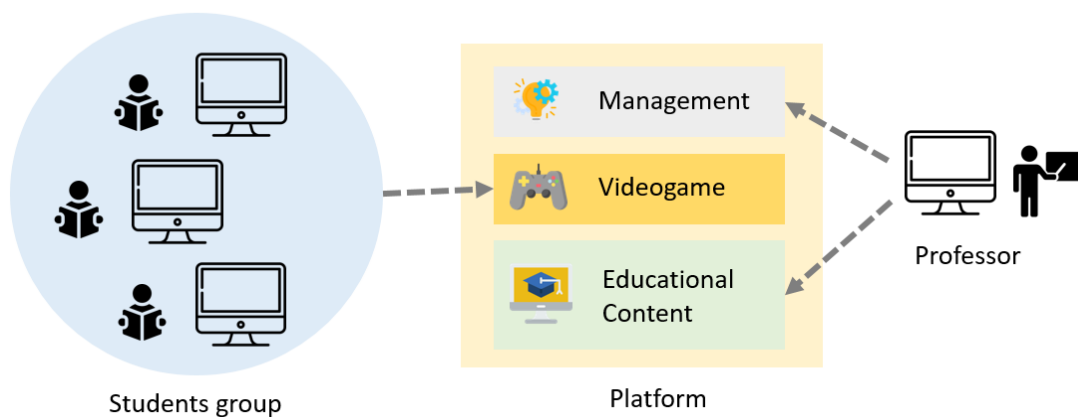 Management
Videogame
Educational
Content
Professor
Students group
Platform